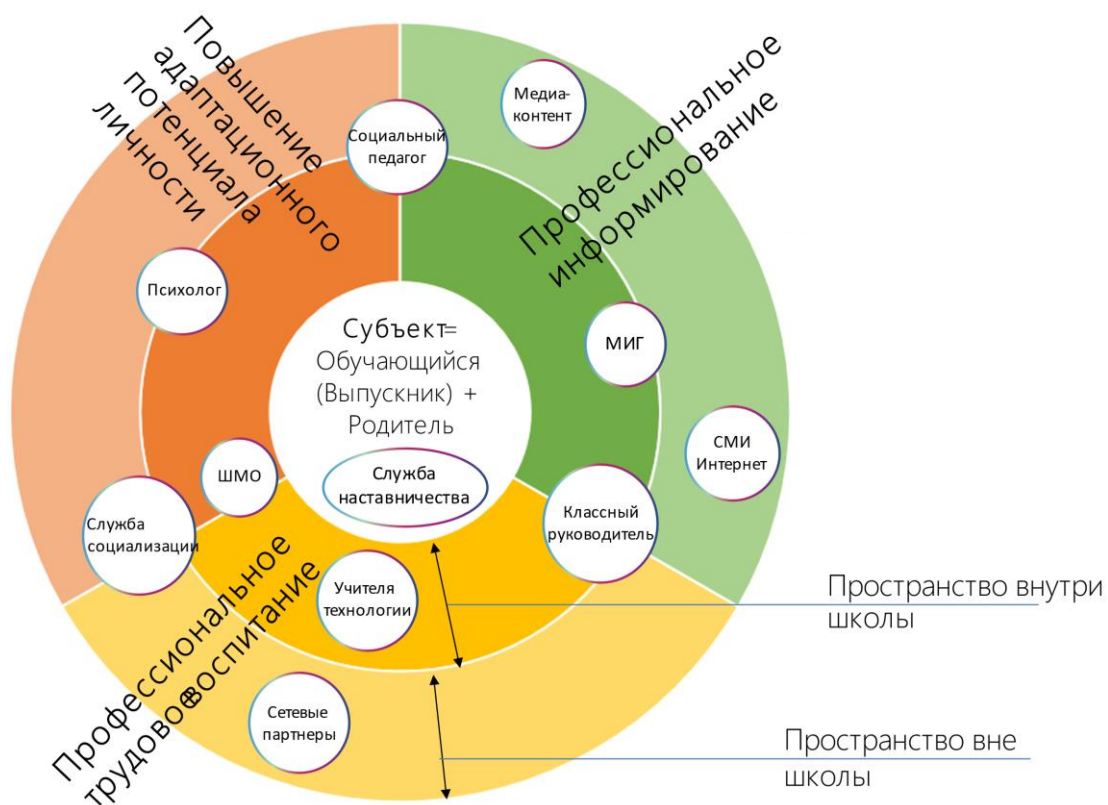 Повышение
адаптационного
потенциала
личности
Профессиональное
информирование
Медиа-
контент
Социальный
педагог
Психолог
МИГ
Субъект=
Обучающийся
(Выпускник) +
Родитель
Служба
наставничества
СМИ
Интернет
ШМО
Служба
социализации
Классный
руководитель
Учителя
технологии
Профессиональное
трудовое воспитание
Сетевые
партнеры
Пространство внутри
школы
Пространство вне
школы